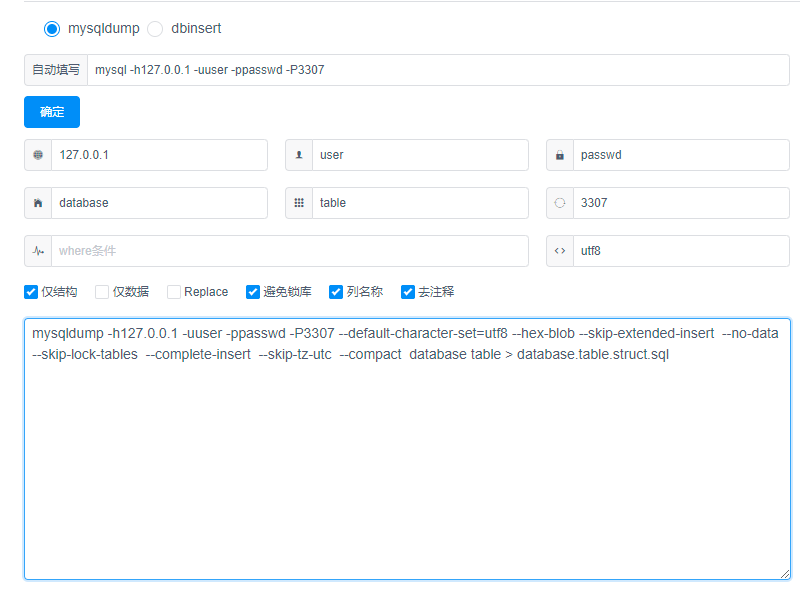 mysqldump dbinsert
自动填写 mysql -h127.0.0.1 -uuser -ppasswd -P3307
确定
127.0.0.1 user passwd
database table 3307
where条件 utf8
仅结构 仅数据 Replace 避免锁库 列名称 去注释
mysqldump -h127.0.0.1 -uuser -ppasswd -P3307 --default-character-set=utf8 --hex-blob --skip-extended-insert  --no-data
--skip-lock-tables  --complete-insert  --skip-tz-utc  --compact  database table > database.table.struct.sql